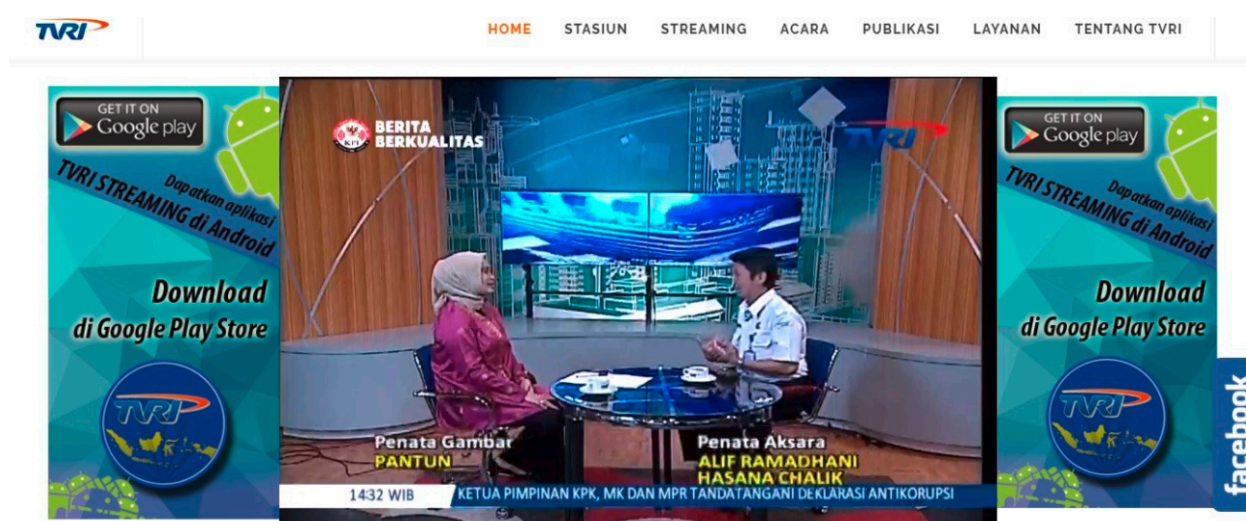 TVRI
HOME STASIUN STREAMING ACARA PUBLIKASI LAYANAN TENTANG TVRI
GET IT ON
Google play
TVRI STREAMING di Android
Dapatkan aplikasi
Download
di Google Play Store
TVRI
KPI
BERITA
BERKUALITAS
TVRI
Penata Gambar
PANTUN
Penata Aksara
ALIF RAMADHANI
HASANA CHALIK
14:32 WIB KETUA PIMPINAN KPK, MK DAN MPR TANDATANGANI DEKLARASI ANTIKORUPSI
GET IT ON
Google play
TVRI STREAMING di Android
Dapatkan aplikasi
Download
di Google Play Store
TVRI
facebook